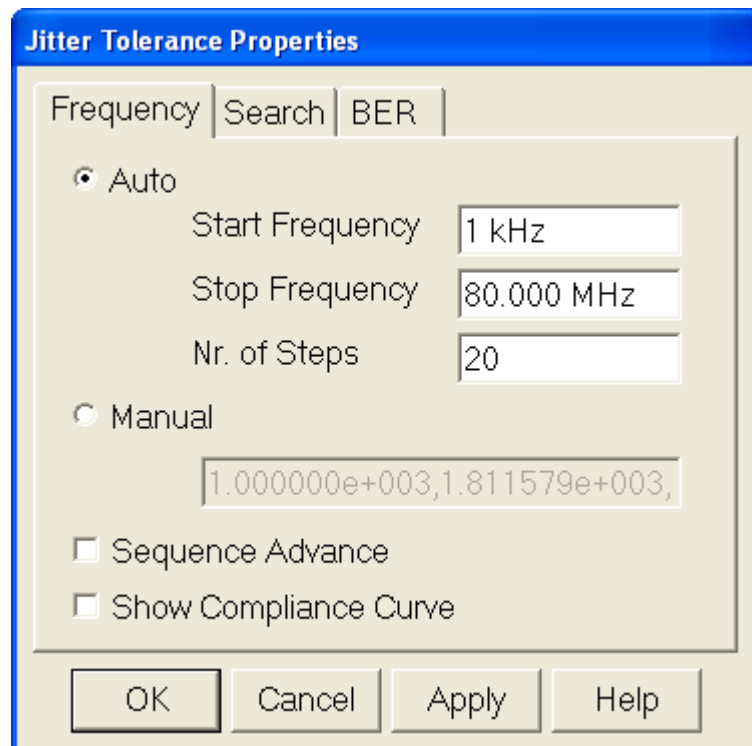 Jitter Tolerance Properties
Frequency Search BER
Auto
Start Frequency 1 kHz
Stop Frequency 80.000 MHz
Nr. of Steps 20
Manual
1.000000e+003,1.811579e+003,
Sequence Advance
Show Compliance Curve
OK Cancel Apply Help